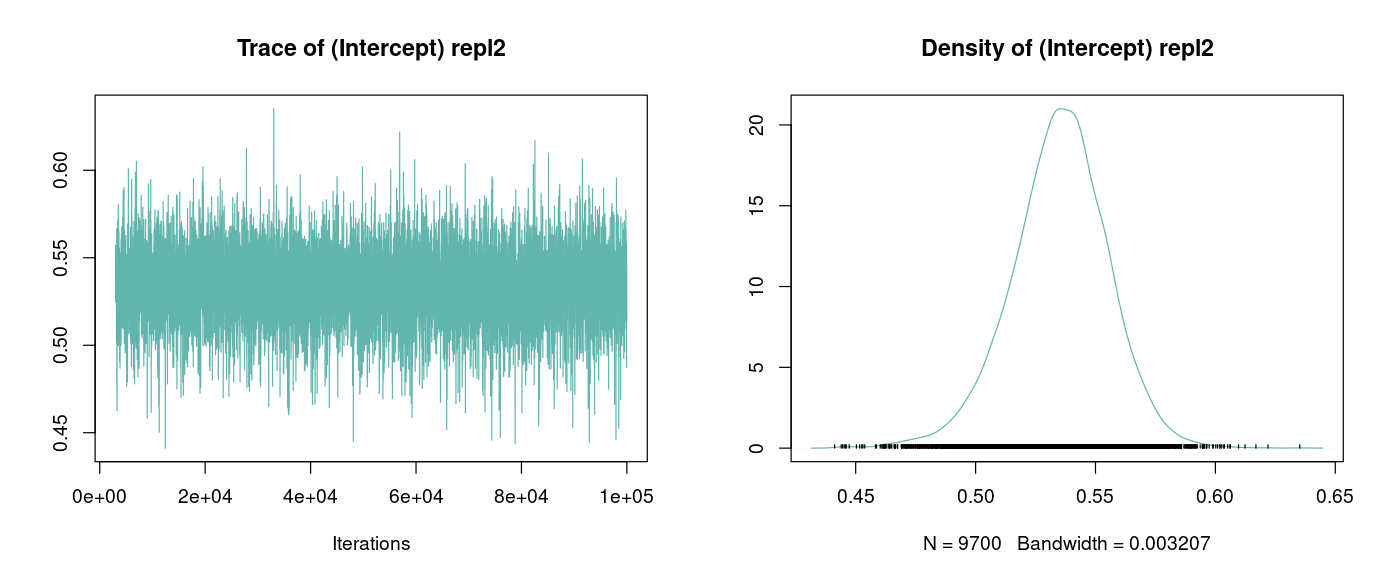 Trace of (Intercept) repl2
0.60
0.55
0.50
0.45
0e+00 2e+04 4e+04 6e+04 8e+04 1e+05
Iterations
Density of (Intercept) repl2
20
15
10
5
0
0.45 0.50 0.55 0.60 0.65
N = 9700 Bandwidth = 0.003207